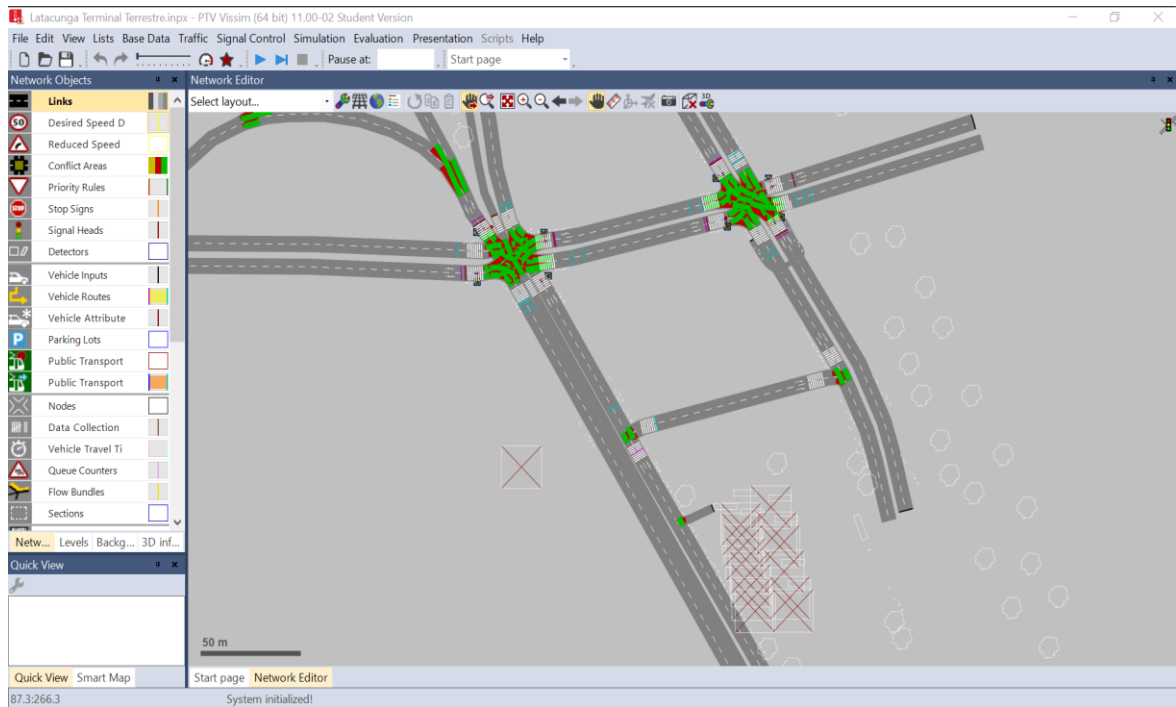 Latacunga Terminal Terrestre.inpx - PTV Vissim (64 bit) 11.00-02 Student Version
File Edit View Lists Base Data Traffic Signal Control Simulation Evaluation Presentation Scripts Help
Pause at: Start page
Network Objects
Network Editor
Select layout...
3D
Links
50 Desired Speed D
Reduced Speed
Conflict Areas
Priority Rules
STOP Stop Signs
Signal Heads
Detectors
Vehicle Inputs
Vehicle Routes
Vehicle Attribute
P Parking Lots
Public Transport
Public Transport
Nodes
Data Collection
Vehicle Travel Ti
Queue Counters
Flow Bundles
Sections
Netw... Levels Backg... 3D inf...
Quick View
50 m
Quick View Smart Map
Start page Network Editor
87.3:266.3 System initialized!